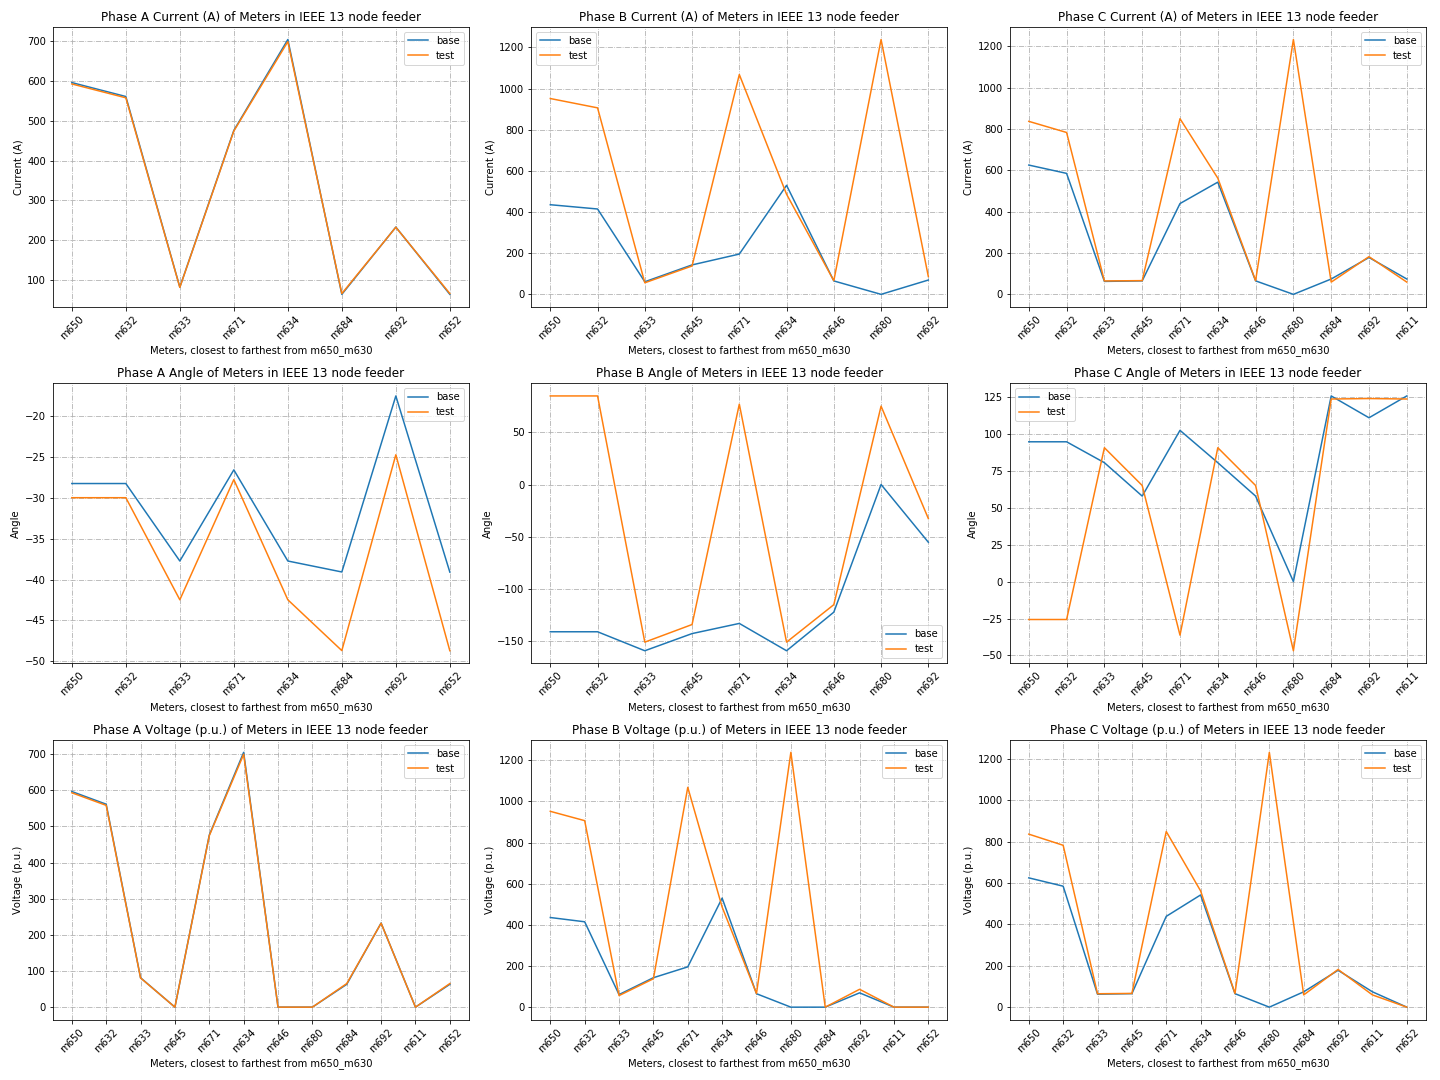 Phase A Current (A) of Meters in IEEE 13 node feeder
Current (A)
700
600
500
400
300
200
100
base
test
m650
m632
m633
m671
m634
m684
m692
m652
Meters, closest to farthest from m650_m630
Phase B Current (A) of Meters in IEEE 13 node feeder
Current (A)
1200
1000
800
600
400
200
0
base
test
m650
m632
m633
m645
m671
m634
m646
m680
m692
Meters, closest to farthest from m650_m630
Phase C Current (A) of Meters in IEEE 13 node feeder
Current (A)
1200
1000
800
600
400
200
0
base
test
m650
m632
m633
m645
m671
m634
m646
m680
m684
m692
m611
Meters, closest to farthest from m650_m630
Phase A Angle of Meters in IEEE 13 node feeder
Angle
−20
−25
−30
−35
−40
−45
−50
base
test
m650
m632
m633
m671
m634
m684
m692
m652
Meters, closest to farthest from m650_m630
Phase B Angle of Meters in IEEE 13 node feeder
Angle
50
0
−50
−100
−150
base
test
m650
m632
m633
m645
m671
m634
m646
m680
m692
Meters, closest to farthest from m650_m630
Phase C Angle of Meters in IEEE 13 node feeder
Angle
125
100
75
50
25
0
−25
−50
base
test
m650
m632
m633
m645
m671
m634
m646
m680
m684
m692
m611
Meters, closest to farthest from m650_m630
Phase A Voltage (p.u.) of Meters in IEEE 13 node feeder
Voltage (p.u.)
700
600
500
400
300
200
100
0
base
test
m650
m632
m633
m645
m671
m634
m646
m680
m684
m692
m611
m652
Meters, closest to farthest from m650_m630
Phase B Voltage (p.u.) of Meters in IEEE 13 node feeder
Voltage (p.u.)
1200
1000
800
600
400
200
0
base
test
m650
m632
m633
m645
m671
m634
m646
m680
m684
m692
m611
m652
Meters, closest to farthest from m650_m630
Phase C Voltage (p.u.) of Meters in IEEE 13 node feeder
Voltage (p.u.)
1200
1000
800
600
400
200
0
base
test
m650
m632
m633
m645
m671
m634
m646
m680
m684
m692
m611
m652
Meters, closest to farthest from m650_m630